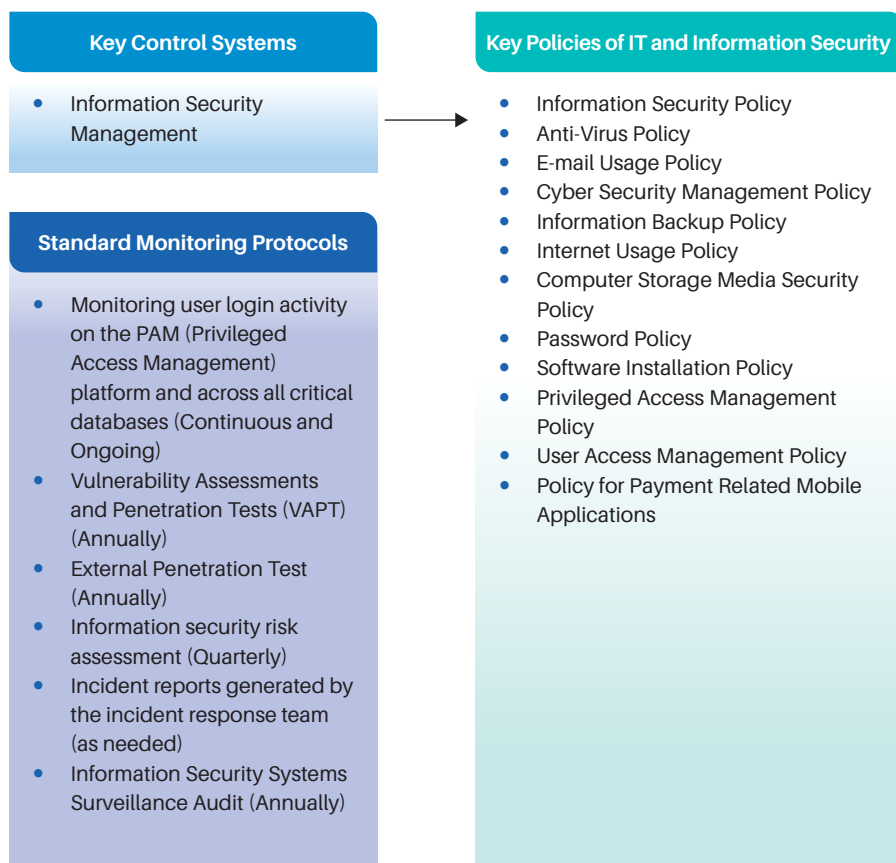 Key Control Systems
• Information Security
Management
Standard Monitoring Protocols
• Monitoring user login activity
on the PAM (Privileged
Access Management)
platform and across all critical
databases (Continuous and
Ongoing)
• Vulnerability Assessments
and Penetration Tests (VAPT)
(Annually)
• External Penetration Test
(Annually)
• Information security risk
assessment (Quarterly)
• Incident reports generated by
the incident response team
(as needed)
• Information Security Systems
Surveillance Audit (Annually)
Key Policies of IT and Information Security
• Information Security Policy
• Anti-Virus Policy
• E-mail Usage Policy
• Cyber Security Management Policy
• Information Backup Policy
• Internet Usage Policy
• Computer Storage Media Security
Policy
• Password Policy
• Software Installation Policy
• Privileged Access Management
Policy
• User Access Management Policy
• Policy for Payment Related Mobile
Applications